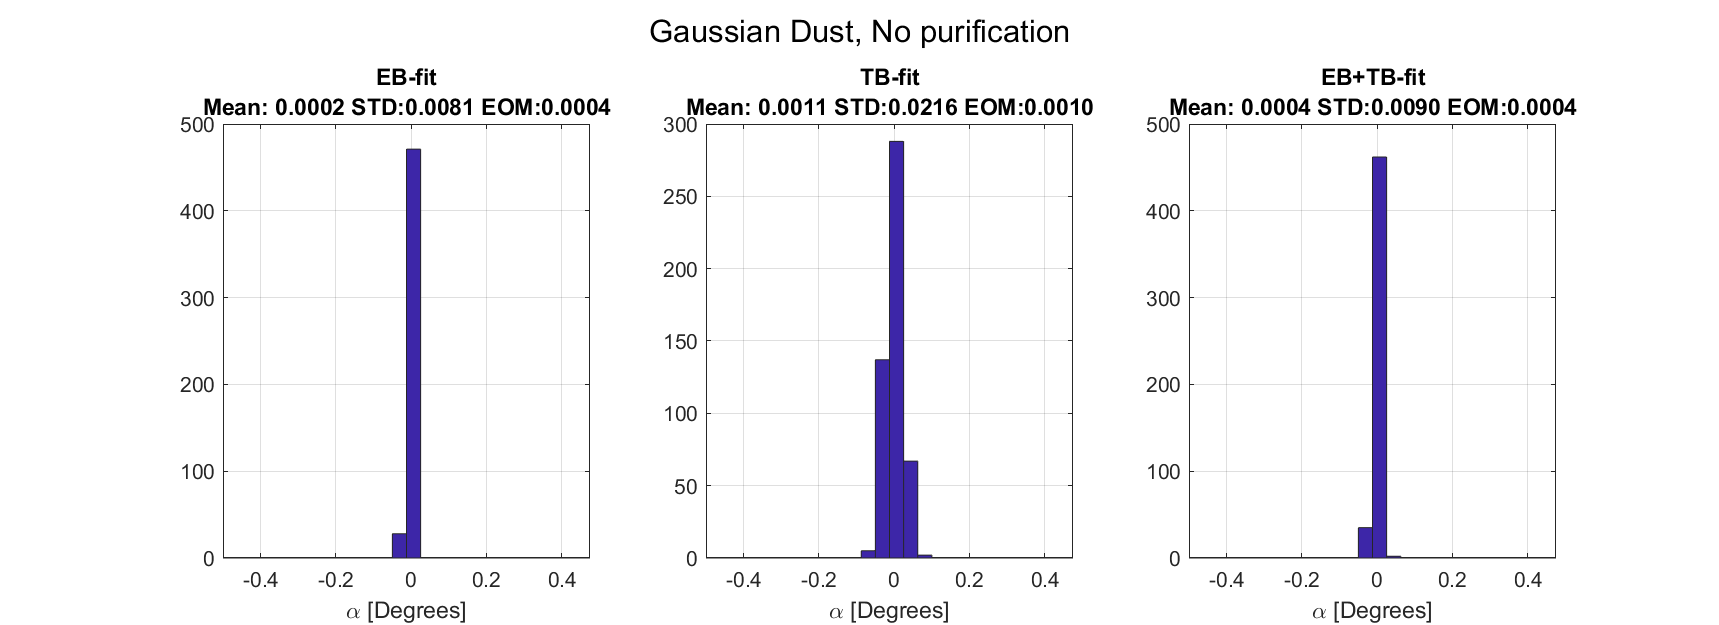 Gaussian Dust, No purification
EB-fit
Mean: 0.0002 STD:0.0081 EOM:0.0004
500
400
300
200
100
0
-0.4 -0.2 0 0.2 0.4
α [Degrees]
TB-fit
Mean: 0.0011 STD:0.0216 EOM:0.0010
300
250
200
150
100
50
0
-0.4 -0.2 0 0.2 0.4
α [Degrees]
EB+TB-fit
Mean: 0.0004 STD:0.0090 EOM:0.0004
500
400
300
200
100
0
-0.4 -0.2 0 0.2 0.4
α [Degrees]